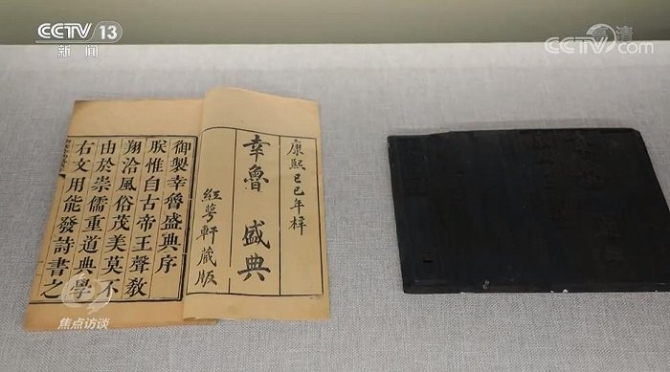 CCTV 13
新闻
CCTV.com
康熙己巳年梓
幸魯盛典
紅萼軒藏版
御製幸魯盛典序
朕惟自古帝王聲教
翔洽風俗茂美莫不
由於崇儒重道典學
右文用能發詩書之
焦点访谈